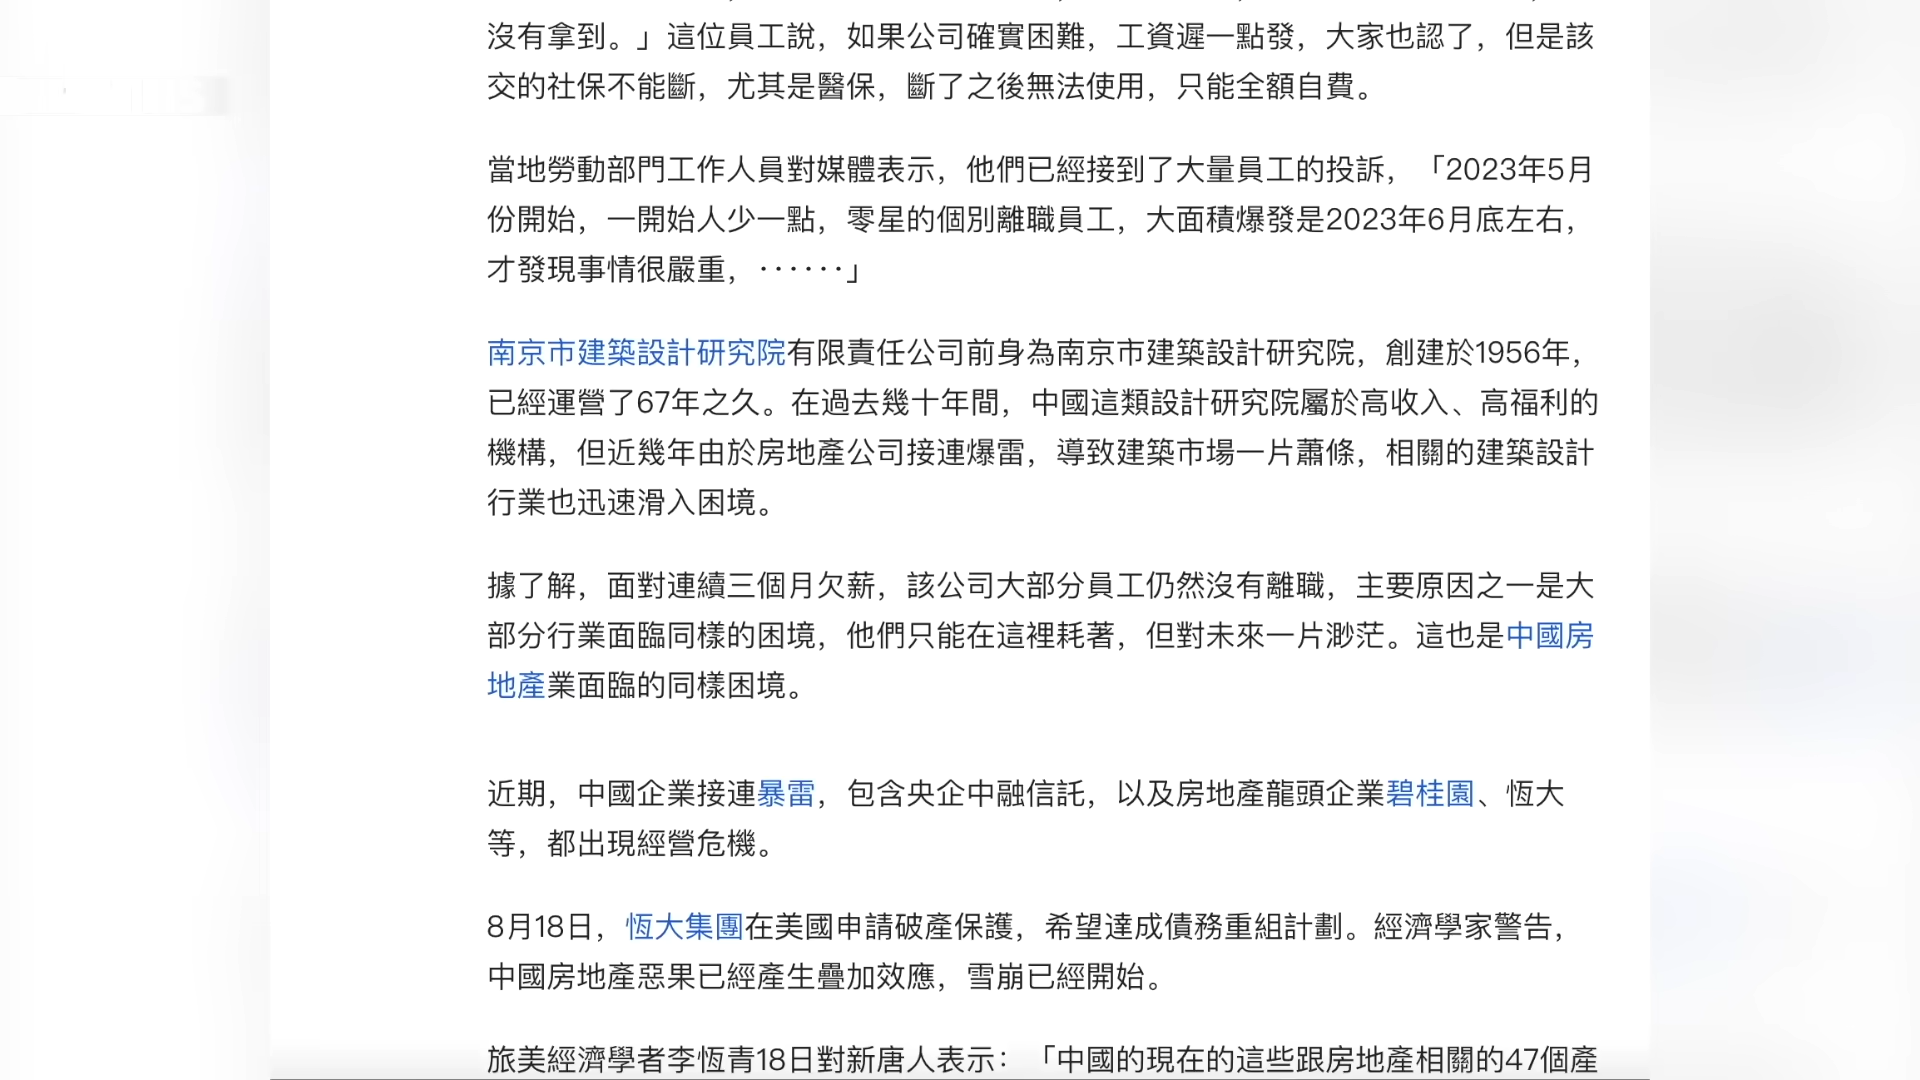 沒有拿到。」這位員工說，如果公司確實困難，工資遲一點發，大家也認了，但是該
交的社保不能斷，尤其是醫保，斷了之後無法使用，只能全額自費。
當地勞動部門工作人員對媒體表示，他們已經接到了大量員工的投訴，「2023年5月
份開始，一開始人少一點，零星的個別離職員工，大面積爆發是2023年6月底左右，
才發現事情很嚴重，······」
南京市建築設計研究院有限責任公司前身為南京市建築設計研究院，創建於1956年，
已經運營了67年之久。在過去幾十年間，中國這類設計研究院屬於高收入、高福利的
機構，但近幾年由於房地產公司接連爆雷，導致建築市場一片蕭條，相關的建築設計
行業也迅速滑入困境。
據了解，面對連續三個月欠薪，該公司大部分員工仍然沒有離職，主要原因之一是大
部分行業面臨同樣的困境，他們只能在這裡耗著，但對未來一片渺茫。這也是中國房
地產業面臨的同樣困境。
近期，中國企業接連暴雷，包含央企中融信託，以及房地產龍頭企業碧桂園、恆大
等，都出現經營危機。
8月18日，恆大集團在美國申請破產保護，希望達成債務重組計劃。經濟學家警告，
中國房地產惡果已經產生疊加效應，雪崩已經開始。
旅美經濟學者李恆青18日對新唐人表示：「中國的現在的這些跟房地產相關的47個產